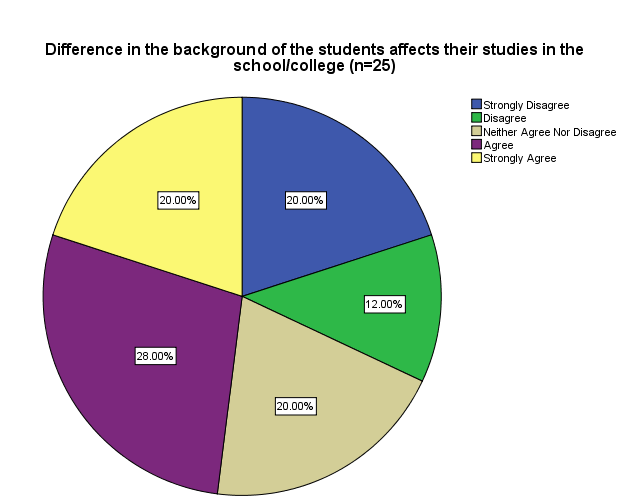 Difference in the background of the students affects their studies in the
school/college (n=25)
Strongly Disagree
Disagree
Neither Agree Nor Disagree
Agree
Strongly Agree
20.00%
20.00%
12.00%
28.00%
20.00%